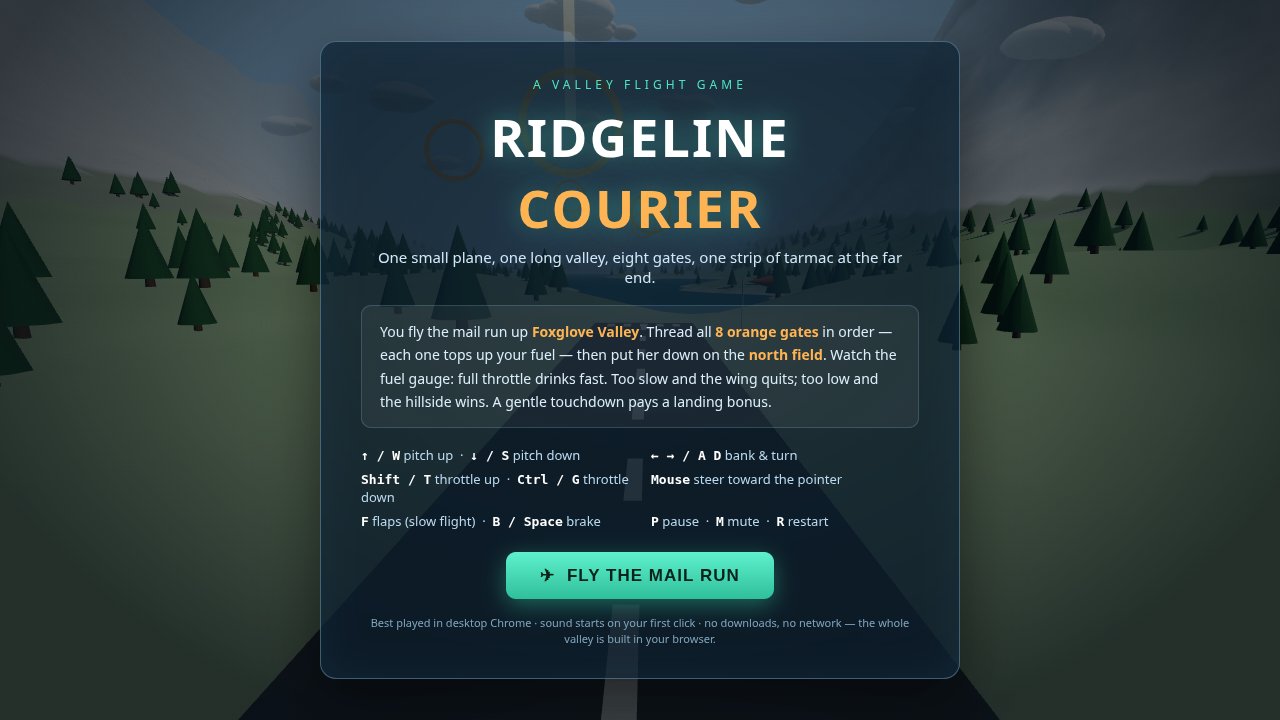 A VALLEY FLIGHT GAME
RIDGELINE
COURIER
One small plane, one long valley, eight gates, one strip of tarmac at the far
end.
You fly the mail run up Foxglove Valley. Thread all 8 orange gates in order —
each one tops up your fuel — then put her down on the north field. Watch the
fuel gauge: full throttle drinks fast. Too slow and the wing quits; too low and
the hillside wins. A gentle touchdown pays a landing bonus.
↑ / W pitch up · ↓ / S pitch down
← → / A D bank & turn
Shift / T throttle up · Ctrl / G throttle
down
Mouse steer toward the pointer
F flaps (slow flight) · B / Space brake
P pause · M mute · R restart
✈ FLY THE MAIL RUN
Best played in desktop Chrome · sound starts on your first click · no downloads, no network — the whole
valley is built in your browser.